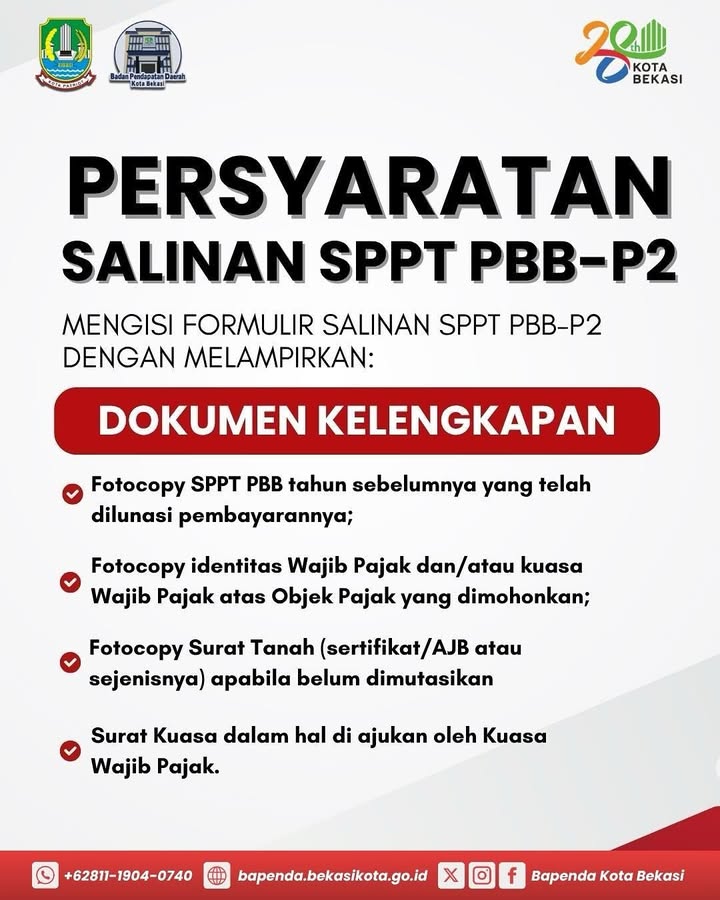 Badan Pendapatan Daerah
Kota Bekasi
28th
KOTA
BEKASI
PERSYARATAN
SALINAN SPPT PBB-P2
MENGISI FORMULIR SALINAN SPPT PBB-P2
DENGAN MELAMPIRKAN:
DOKUMEN KELENGKAPAN
Fotocopy SPPT PBB tahun sebelumnya yang telah
dilunasi pembayarannya;
Fotocopy identitas Wajib Pajak dan/atau kuasa
Wajib Pajak atas Objek Pajak yang dimohonkan;
Fotocopy Surat Tanah (sertifikat/AJB atau
sejenisnya) apabila belum dimutasikan
Surat Kuasa dalam hal di ajukan oleh Kuasa
Wajib Pajak.
+62811-1904-0740 bapenda.bekasikota.go.id Bapenda Kota Bekasi